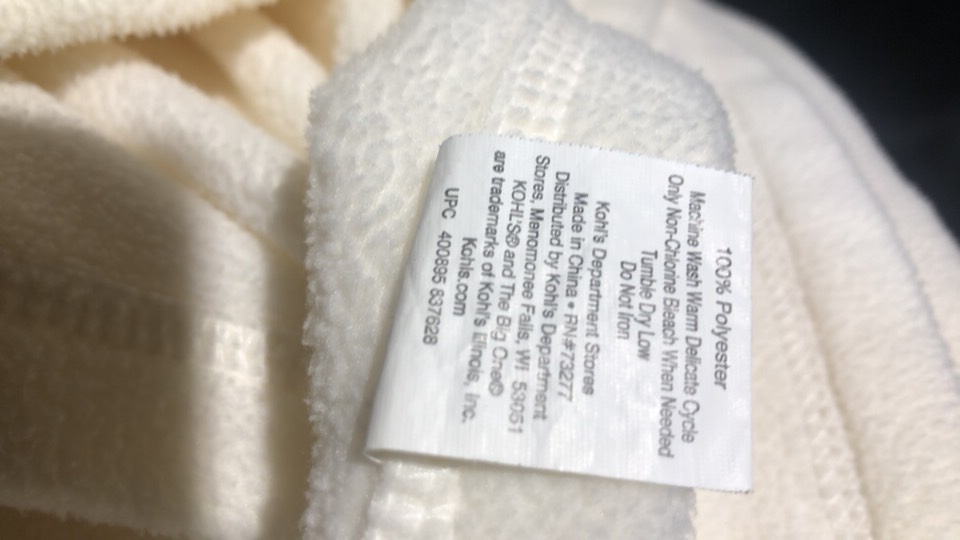 100% Polyester
Machine Wash Warm Delicate Cycle
Only Non-Chlorine Bleach When Needed
Tumble Dry Low
Do Not Iron
Kohl's Department Stores
Made in China • RN#73277
Distributed by Kohl's Department
Stores, Menomonee Falls, WI 53051
KOHL'S® and The Big One®
are trademarks of Kohl's Illinois, Inc.
Kohls.com
UPC 400895 837628